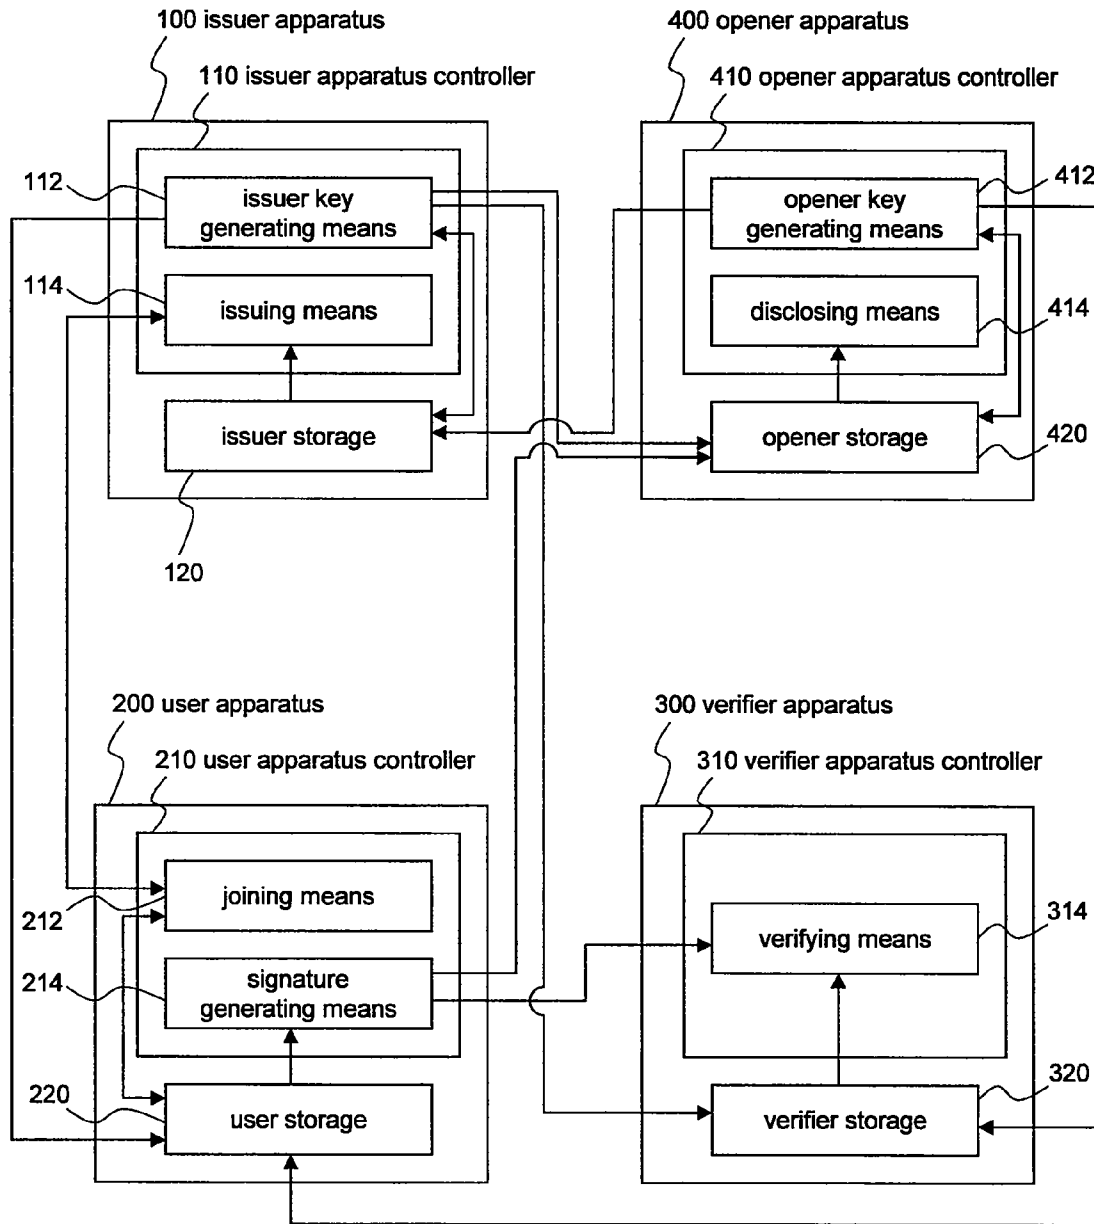 100 issuer apparatus
110 issuer apparatus controller
112
issuer key
generating means
114
issuing means
issuer storage
120
400 opener apparatus
410 opener apparatus controller
412
opener key
generating means
disclosing means
414
opener storage
420
200 user apparatus
210 user apparatus controller
joining means
212
214
signature
generating means
220
user storage
300 verifier apparatus
310 verifier apparatus controller
314
verifying means
320
verifier storage